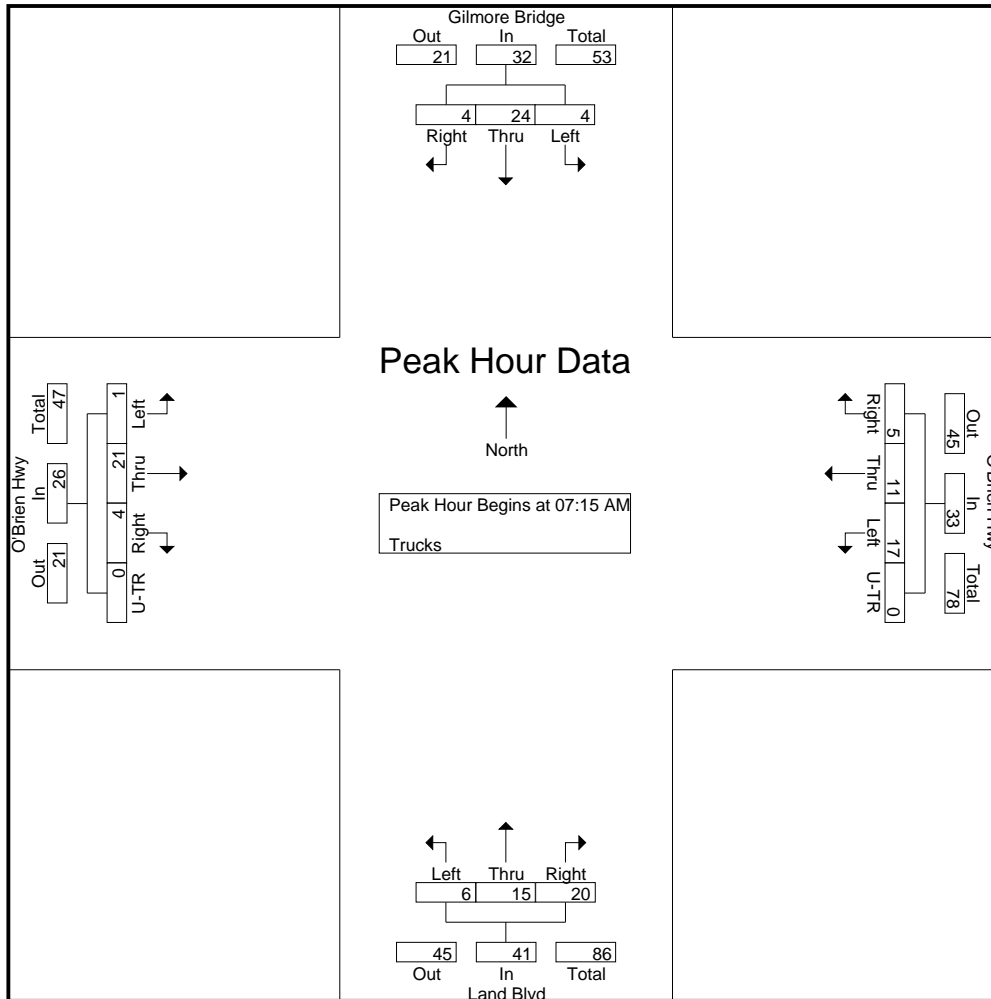 Gilmore Bridge
Out In Total
21 32 53
4 24 4
Right Thru Left
Peak Hour Data
North
Peak Hour Begins at 07:15 AM
Trucks
O'Brien Hwy
Total In Out
47 26 21
1 21 4 0
Left Thru Right U-TR
O'Brien Hwy
Out In Total
45 33 78
5 11 17 0
Right Thru Left U-TR
Left Thru Right
6 15 20
45 41 86
Out In Total
Land Blvd